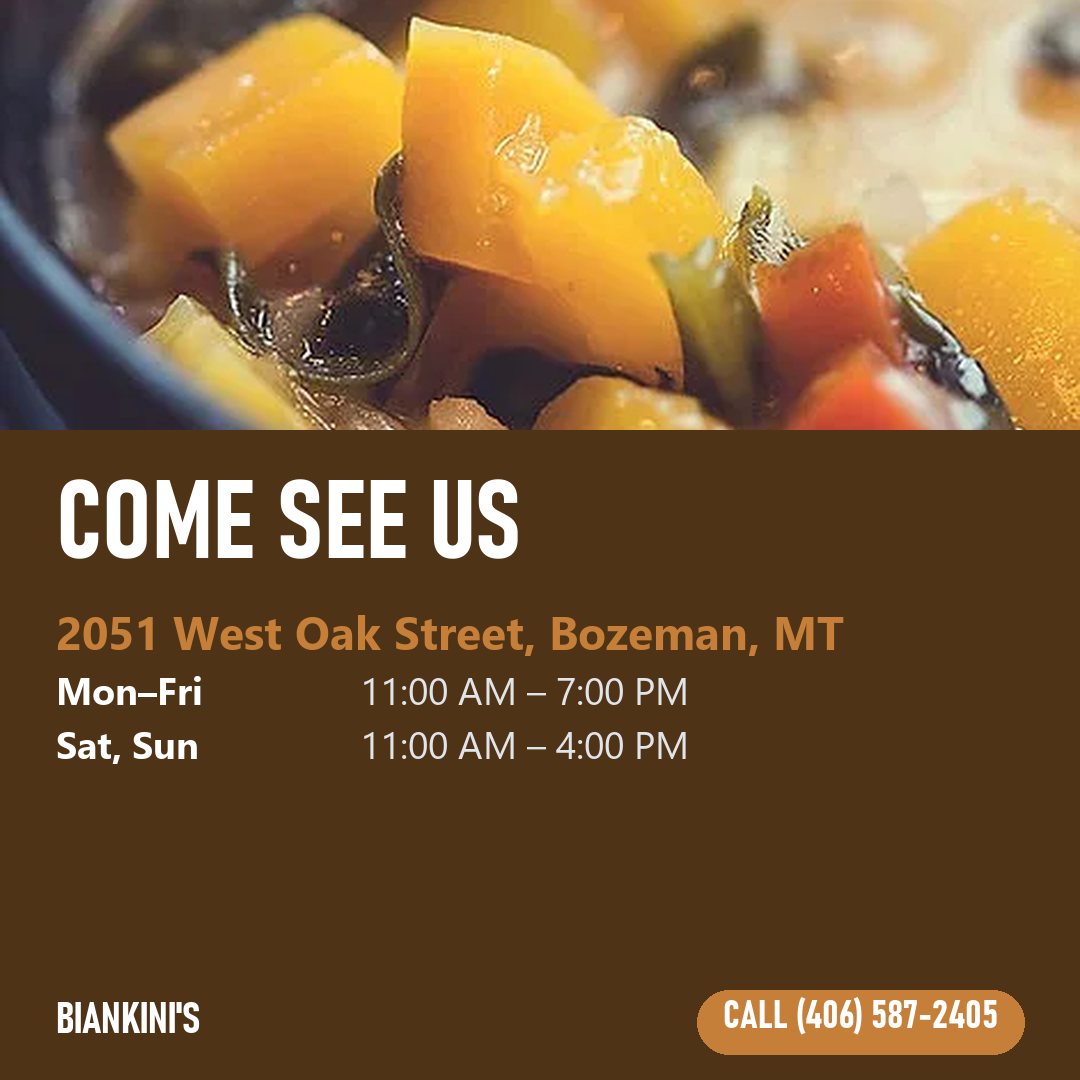 COME SEE US
2051 West Oak Street, Bozeman, MT
Mon–Fri 11:00 AM – 7:00 PM
Sat, Sun 11:00 AM – 4:00 PM
BIANKINI'S
CALL (406) 587-2405